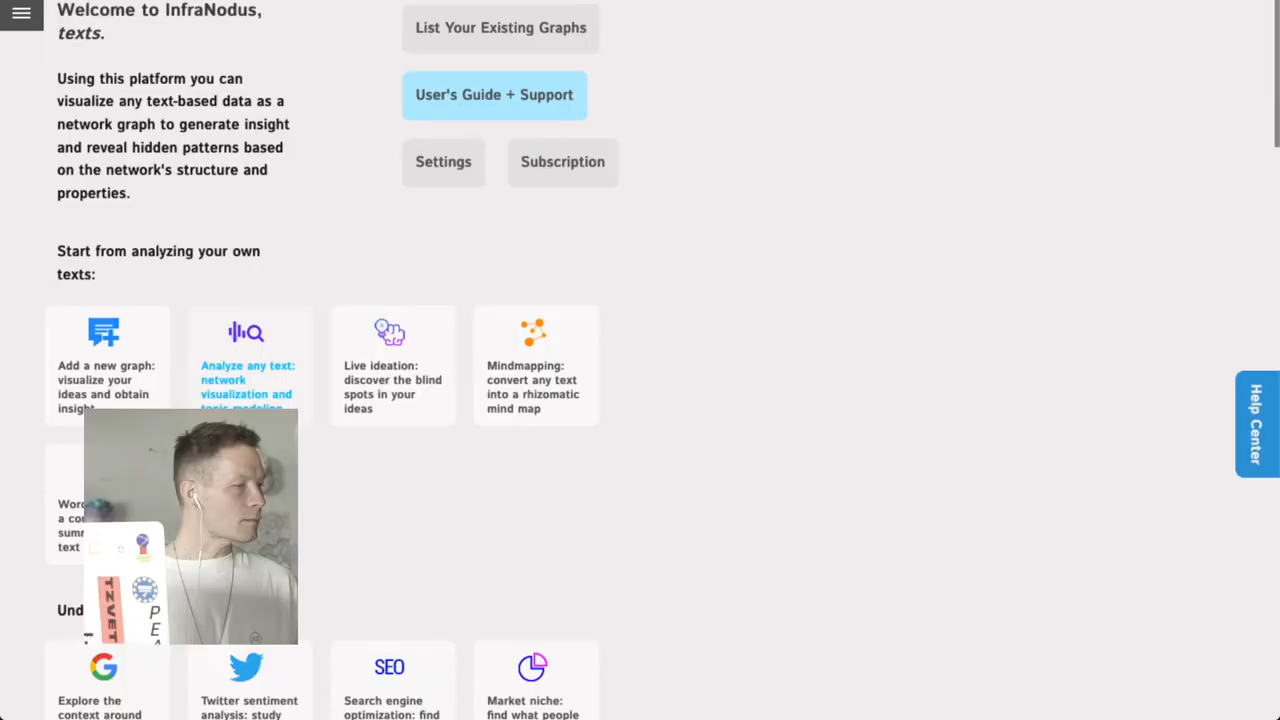 Welcome to InfraNodus,
texts.
Using this platform you can
visualize any text-based data as a
network graph to generate insight
and reveal hidden patterns based
on the network's structure and
properties.
List Your Existing Graphs
User's Guide + Support
Settings
Subscription
Start from analyzing your own
texts:
Add a new graph:
visualize your
ideas and obtain
insight
Analyze any text:
network
visualization and
topic modeling
Live ideation:
discover the blind
spots in your
ideas
Mindmapping:
convert any text
into a rhizomatic
mind map
text
TZVET
PEA
SEO
Explore the
context around
Twitter sentiment
analysis: study
Search engine
optimization: find
Market niche:
find what people
Help Center